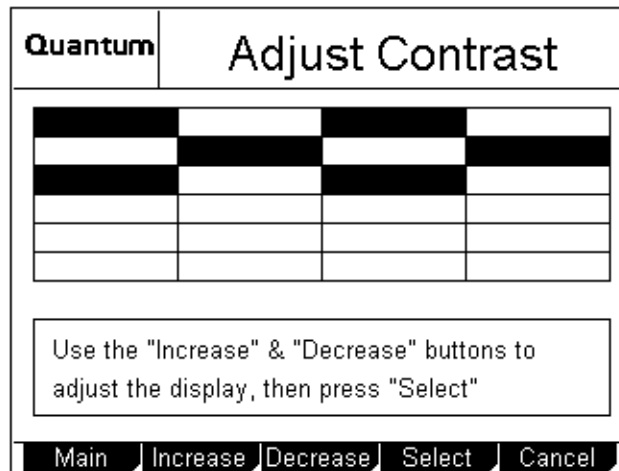 Quantum
Adjust Contrast
Use the "Increase" & "Decrease" buttons to
adjust the display, then press "Select"
Main Increase Decrease Select Cancel